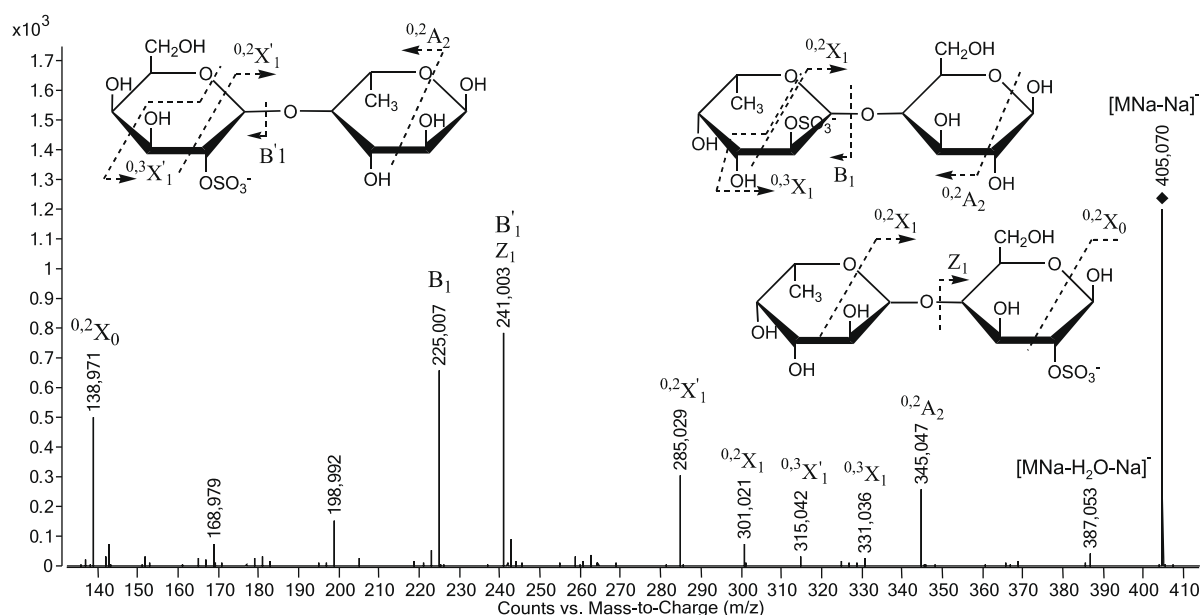 x10³
1.7
1.6
1.5
1.4
1.3
1.2
1.1
1
0.9
0.8
0.7
0.6
0.5
0.4
0.3
0.2
0.1
0
CH₂OH
OH
O
OH
OSO₃⁻
⁰,²X'₁
⁰,³X'₁
B'1
O
O
CH₃
OH
OH
OH
⁰,²A₂
O
CH₃
OH
OH
OSO₃⁻
⁰,²X₁
⁰,³X₁
B₁
O
CH₂OH
O
OH
OH
OH
⁰,²A₂
O
CH₃
OH
OH
OH
⁰,²X₁
O
Z₁
CH₂OH
O
OH
OH
OSO₃⁻
⁰,²X₀
⁰,²X₀
138,971
168,979
198,992
B₁
225,007
B'₁
Z₁
241,003
⁰,²X'₁
285,029
⁰,²X₁
301,021
⁰,³X'₁
315,042
⁰,³X₁
331,036
⁰,²A₂
345,047
[MNa-H₂O-Na]⁻
387,053
[MNa-Na]⁻
405,070
140 150 160 170 180 190 200 210 220 230 240 250 260 270 280 290 300 310 320 330 340 350 360 370 380 390 400 410
Counts vs. Mass-to-Charge (m/z)